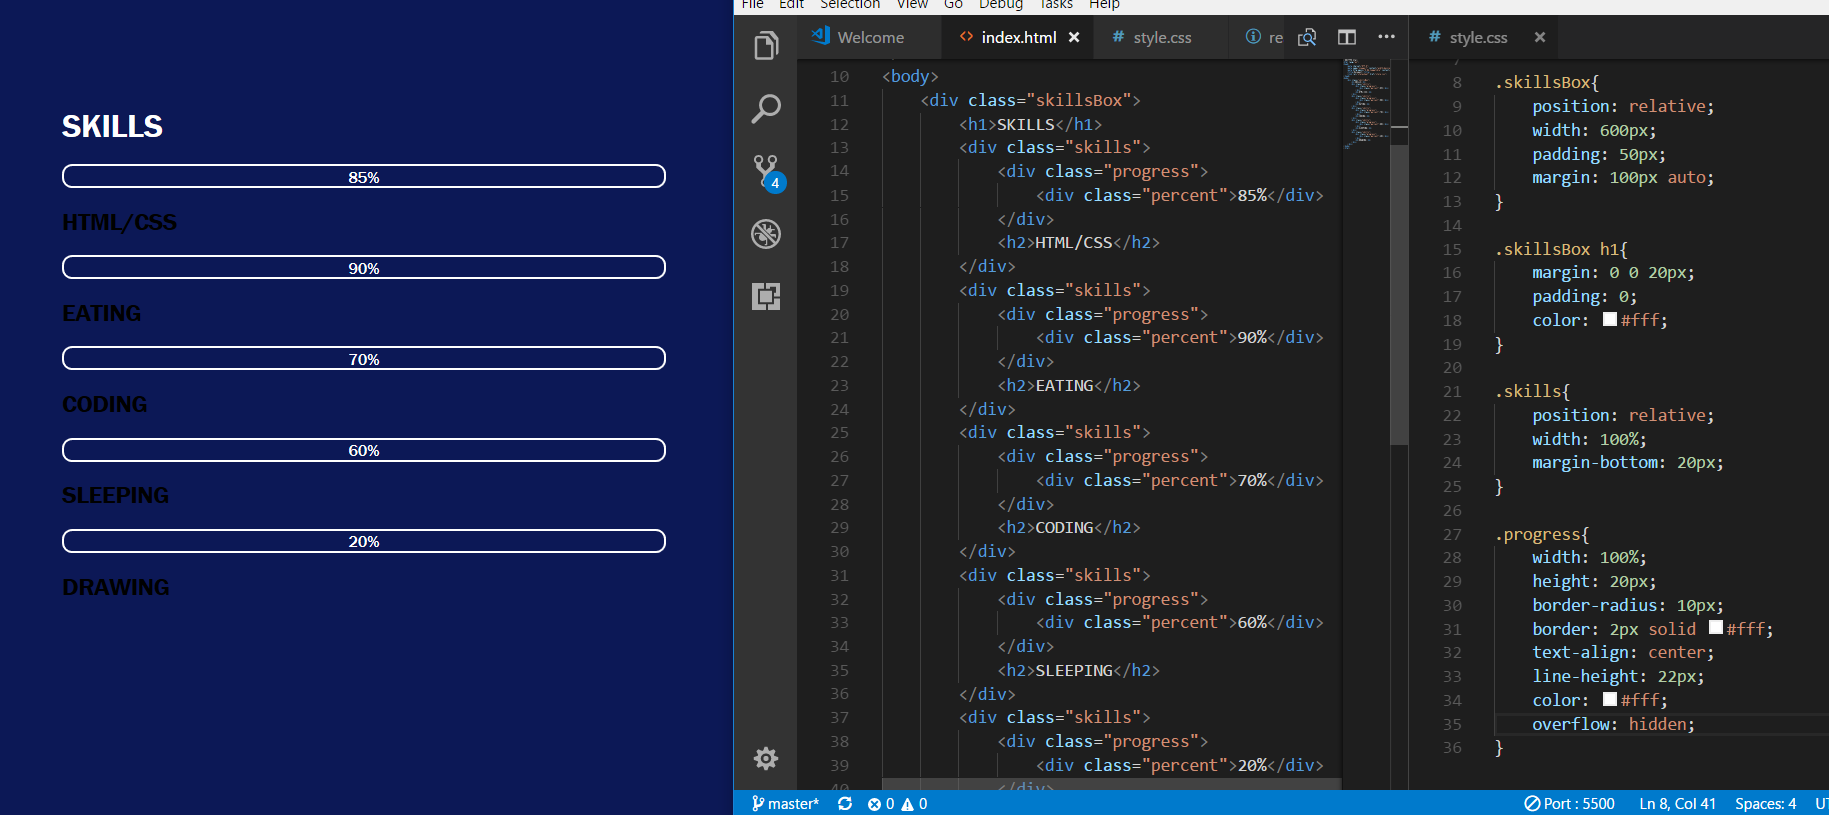 SKILLS
85%
HTML/CSS
90%
EATING
70%
CODING
60%
SLEEPING
20%
DRAWING
File Edit Selection View Go Debug Tasks Help
Welcome index.html × style.css re
4
10 <body>
11 <div class="skillsBox">
12 <h1>SKILLS</h1>
13 <div class="skills">
14 <div class="progress">
15 <div class="percent">85%</div>
16 </div>
17 <h2>HTML/CSS</h2>
18 </div>
19 <div class="skills">
20 <div class="progress">
21 <div class="percent">90%</div>
22 </div>
23 <h2>EATING</h2>
24 </div>
25 <div class="skills">
26 <div class="progress">
27 <div class="percent">70%</div>
28 </div>
29 <h2>CODING</h2>
30 </div>
31 <div class="skills">
32 <div class="progress">
33 <div class="percent">60%</div>
34 </div>
35 <h2>SLEEPING</h2>
36 </div>
37 <div class="skills">
38 <div class="progress">
39 <div class="percent">20%</div>
40 </div>
# style.css ×
7
8 .skillsBox{
9 position: relative;
10 width: 600px;
11 padding: 50px;
12 margin: 100px auto;
13 }
14
15 .skillsBox h1{
16 margin: 0 0 20px;
17 padding: 0;
18 color: #fff;
19 }
20
21 .skills{
22 position: relative;
23 width: 100%;
24 margin-bottom: 20px;
25 }
26
27 .progress{
28 width: 100%;
29 height: 20px;
30 border-radius: 10px;
31 border: 2px solid #fff;
32 text-align: center;
33 line-height: 22px;
34 color: #fff;
35 overflow: hidden;
36 }
master* 0 0 Port : 5500 Ln 8, Col 41 Spaces: 4 UT